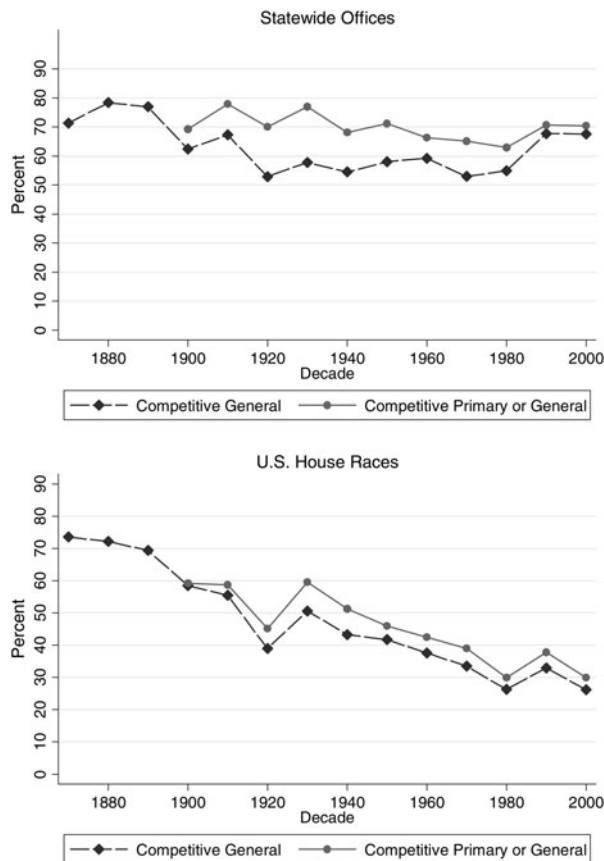 Statewide Offices
Percent
90
80
70
60
50
40
30
20
10
0
1880 1900 1920 1940 1960 1980 2000
Decade
Competitive General Competitive Primary or General
U.S. House Races
Percent
90
80
70
60
50
40
30
20
10
0
1880 1900 1920 1940 1960 1980 2000
Decade
Competitive General Competitive Primary or General